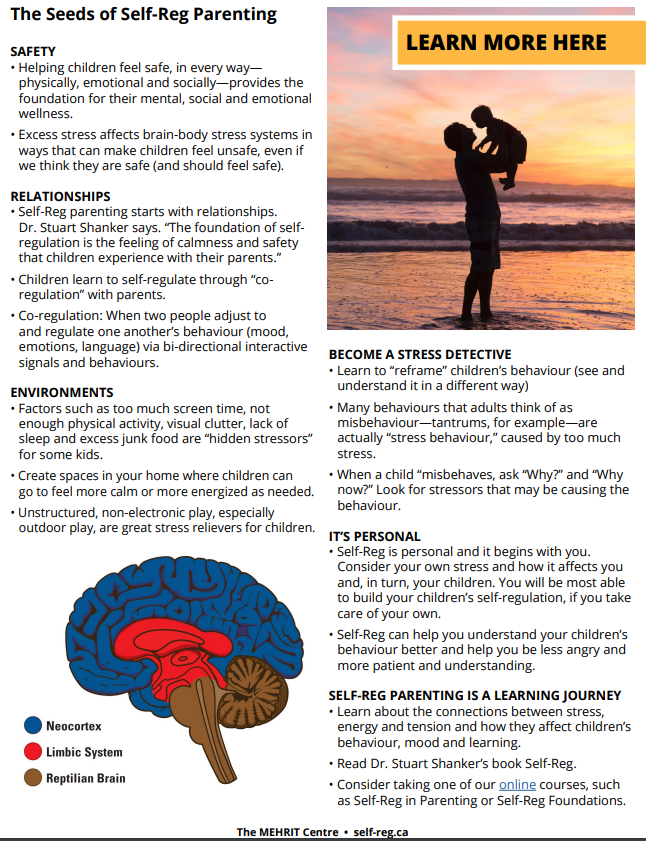 The Seeds of Self-Reg Parenting
SAFETY
• Helping children feel safe, in every way—
physically, emotional and socially—provides the
foundation for their mental, social and emotional
wellness.
• Excess stress affects brain-body stress systems in
ways that can make children feel unsafe, even if
we think they are safe (and should feel safe).
RELATIONSHIPS
• Self-Reg parenting starts with relationships.
Dr. Stuart Shanker says. “The foundation of self-
regulation is the feeling of calmness and safety
that children experience with their parents.”
• Children learn to self-regulate through “co-
regulation” with parents.
• Co-regulation: When two people adjust to
and regulate one another’s behaviour (mood,
emotions, language) via bi-directional interactive
signals and behaviours.
ENVIRONMENTS
• Factors such as too much screen time, not
enough physical activity, visual clutter, lack of
sleep and excess junk food are “hidden stressors”
for some kids.
• Create spaces in your home where children can
go to feel more calm or more energized as needed.
• Unstructured, non-electronic play, especially
outdoor play, are great stress relievers for children.
Neocortex
Limbic System
Reptilian Brain
LEARN MORE HERE
BECOME A STRESS DETECTIVE
• Learn to “reframe” children’s behaviour (see and
understand it in a different way)
• Many behaviours that adults think of as
misbehaviour—tantrums, for example—are
actually “stress behaviour,” caused by too much
stress.
• When a child “misbehaves, ask “Why?” and “Why
now?” Look for stressors that may be causing the
behaviour.
IT’S PERSONAL
• Self-Reg is personal and it begins with you.
Consider your own stress and how it affects you
and, in turn, your children. You will be most able
to build your children’s self-regulation, if you take
care of your own.
• Self-Reg can help you understand your children’s
behaviour better and help you be less angry and
more patient and understanding.
SELF-REG PARENTING IS A LEARNING JOURNEY
• Learn about the connections between stress,
energy and tension and how they affect children’s
behaviour, mood and learning.
• Read Dr. Stuart Shanker’s book Self-Reg.
• Consider taking one of our online courses, such
as Self-Reg in Parenting or Self-Reg Foundations.
The MEHRIT Centre • self-reg.ca